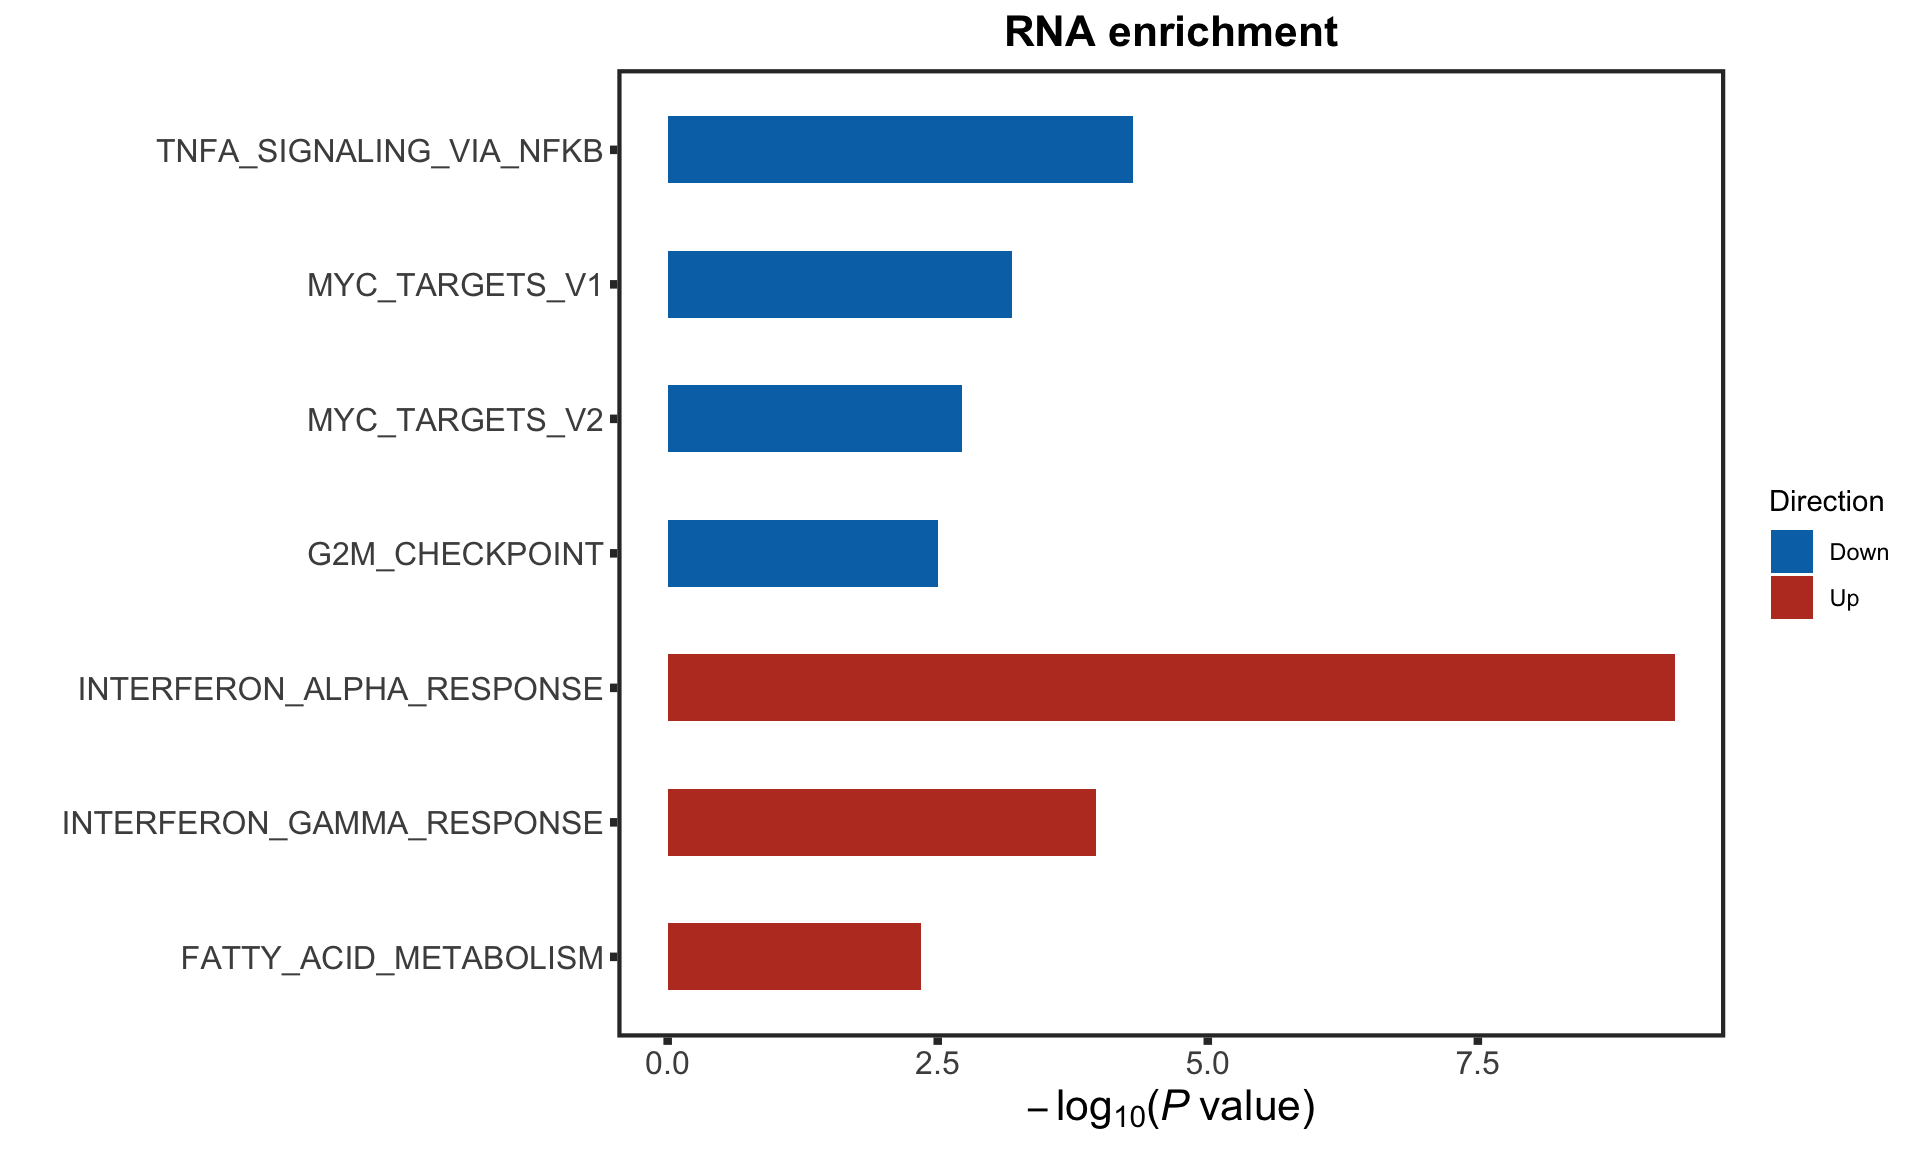 RNA enrichment
TNFA_SIGNALING_VIA_NFKB
MYC_TARGETS_V1
MYC_TARGETS_V2
G2M_CHECKPOINT
INTERFERON_ALPHA_RESPONSE
INTERFERON_GAMMA_RESPONSE
FATTY_ACID_METABOLISM
0.0 2.5 5.0 7.5
− log₁₀(P value)
Direction
Down
Up